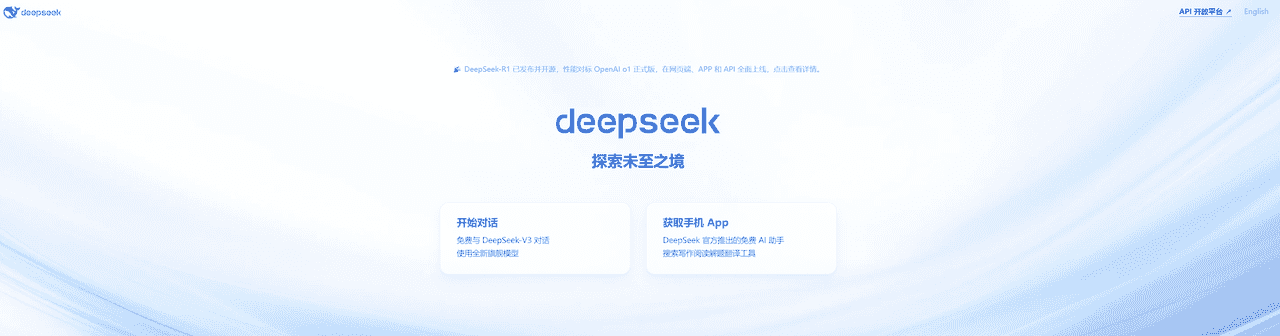 deepseek
API 开放平台 ↗
English
DeepSeek-R1 已发布并开源,性能对标 OpenAI o1 正式版,在网页端、APP 和 API 全面上线,点击查看详情。
deepseek
探索未至之境
开始对话
免费与 DeepSeek-V3 对话
使用全新旗舰模型
获取手机 App
DeepSeek 官方推出的免费 AI 助手
搜索写作阅读解题翻译工具